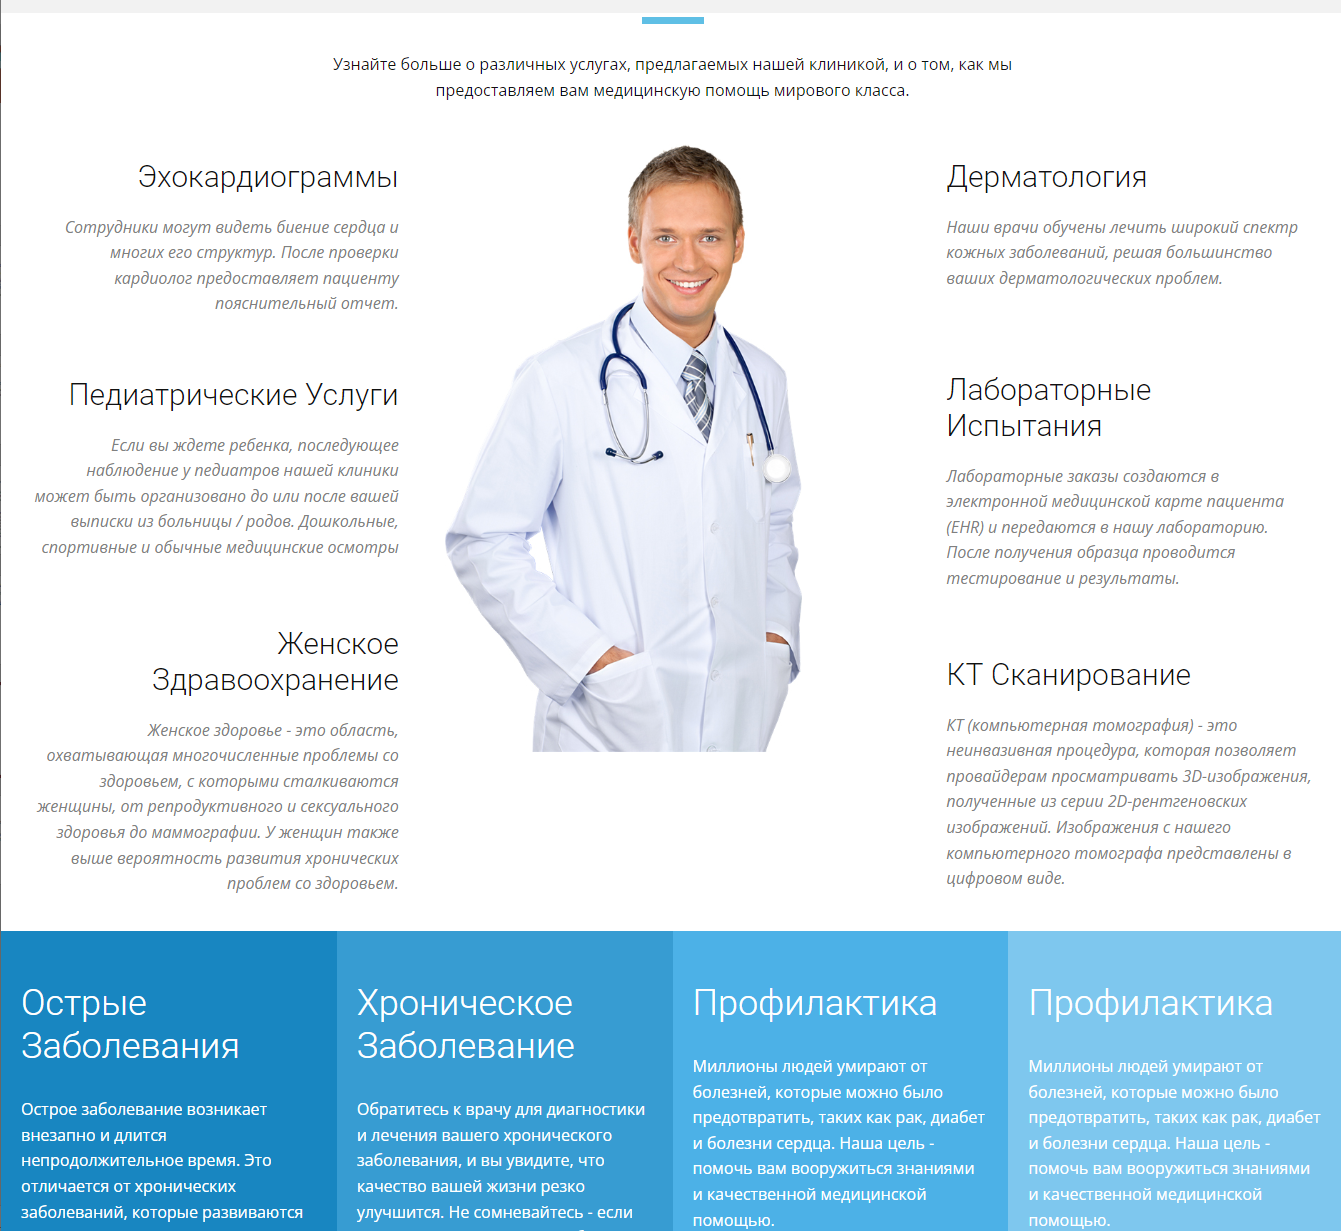 Узнайте больше о различных услугах, предлагаемых нашей клиникой, и о том, как мы
предоставляем вам медицинскую помощь мирового класса.
Эхокардиограммы
Сотрудники могут видеть биение сердца и
многих его структур. После проверки
кардиолог предоставляет пациенту
пояснительный отчет.
Педиатрические Услуги
Если вы ждете ребенка, последующее
наблюдение у педиатров нашей клиники
может быть организовано до или после вашей
выписки из больницы / родов. Дошкольные,
спортивные и обычные медицинские осмотры
Женское
Здравоохранение
Женское здоровье - это область,
охватывающая многочисленные проблемы со
здоровьем, с которыми сталкиваются
женщины, от репродуктивного и сексуального
здоровья до маммографии. У женщин также
выше вероятность развития хронических
проблем со здоровьем.
Дерматология
Наши врачи обучены лечить широкий спектр
кожных заболеваний, решая большинство
ваших дерматологических проблем.
Лабораторные
Испытания
Лабораторные заказы создаются в
электронной медицинской карте пациента
(EHR) и передаются в нашу лабораторию.
После получения образца проводится
тестирование и результаты.
КТ Сканирование
КТ (компьютерная томография) - это
неинвазивная процедура, которая позволяет
провайдерам просматривать 3D-изображения,
полученные из серии 2D-рентгеновских
изображений. Изображения с нашего
компьютерного томографа представлены в
цифровом виде.
Острые
Заболевания
Острое заболевание возникает
внезапно и длится
непродолжительное время. Это
отличается от хронических
заболеваний, которые развиваются
Хроническое
Заболевание
Обратитесь к врачу для диагностики
и лечения вашего хронического
заболевания, и вы увидите, что
качество вашей жизни резко
улучшится. Не сомневайтесь - если
Профилактика
Миллионы людей умирают от
болезней, которые можно было
предотвратить, таких как рак, диабет
и болезни сердца. Наша цель -
помочь вам вооружиться знаниями
и качественной медицинской
помощью.
Профилактика
Миллионы людей умирают от
болезней, которые можно было
предотвратить, таких как рак, диабет
и болезни сердца. Наша цель -
помочь вам вооружиться знаниями
и качественной медицинской
помощью.